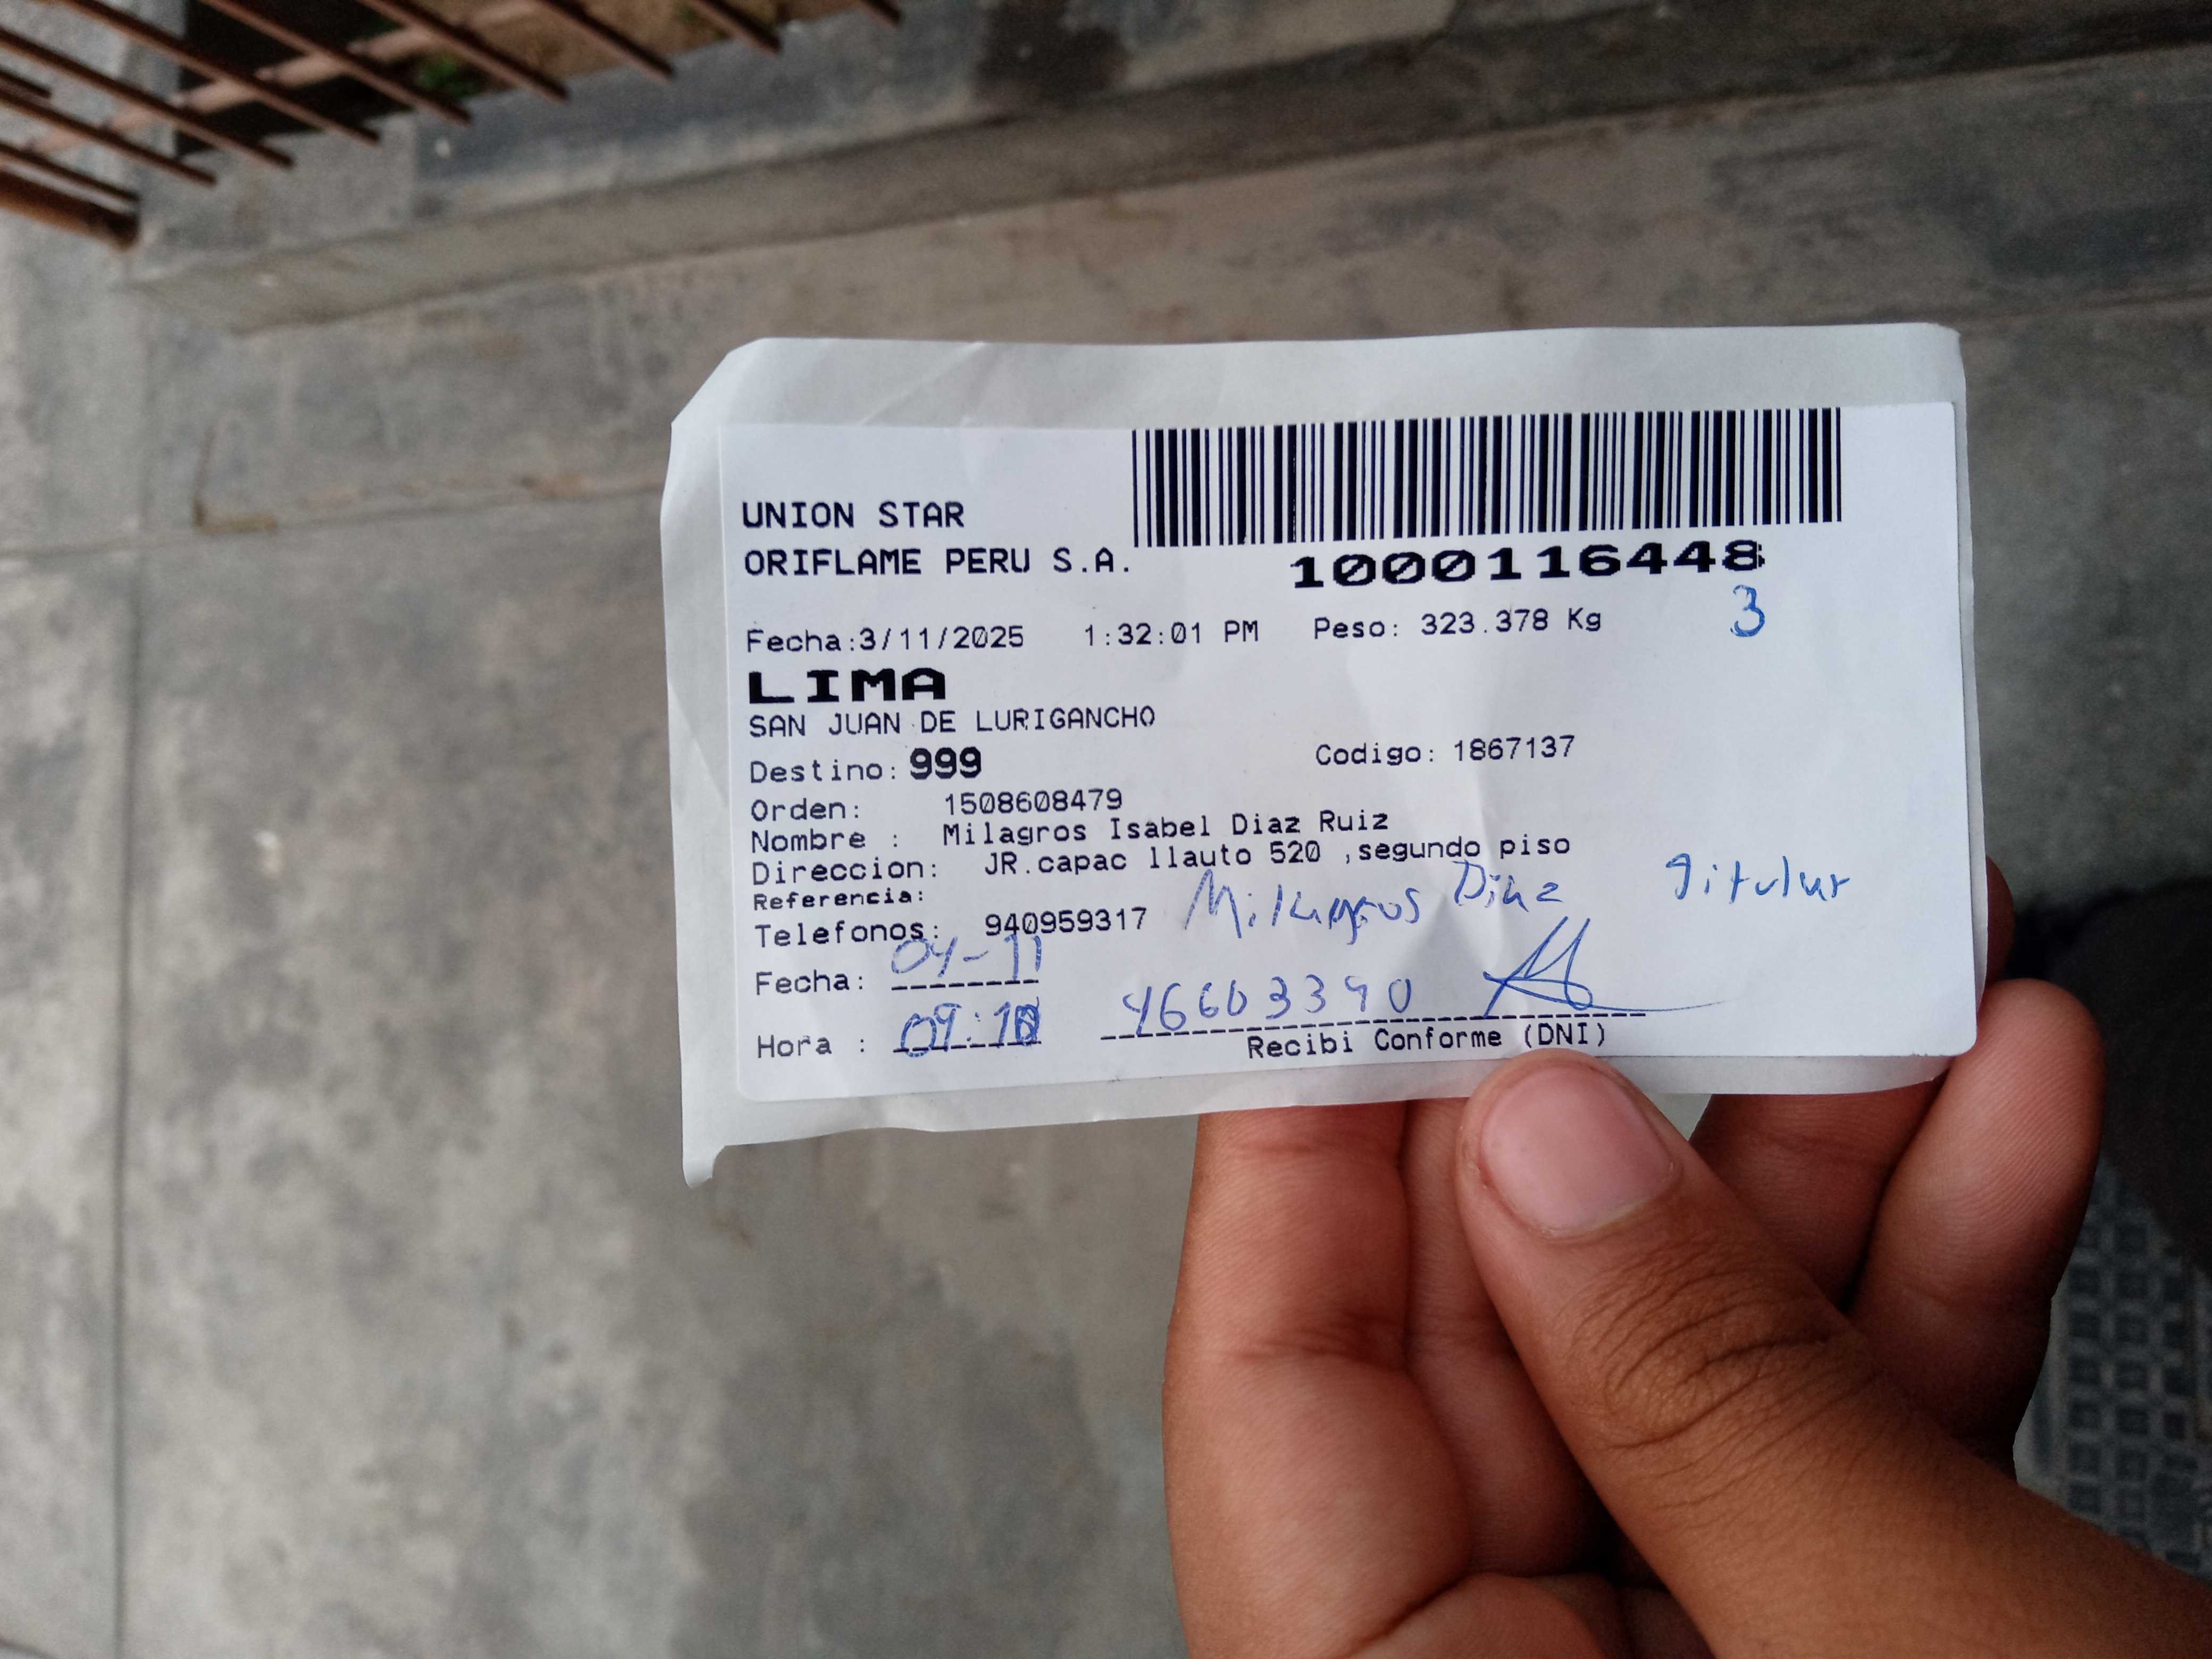 UNION STAR
ORIFLAME PERU S.A.
1000116448
3
Fecha:3/11/2025 1:32:01 PM Peso: 323.378 Kg
LIMA
SAN JUAN DE LURIGANCHO
Destino: 999 Codigo: 1867137
Orden: 1508608479
Nombre : Milagros Isabel Diaz Ruiz
Direccion: JR.capac llauto 520 ,segundo piso
Referencia:
Telefonos: 940959317 Milagros Diaz Titular
Fecha: 04-11
Hora : 09:10 46603390
Recibi Conforme (DNI)